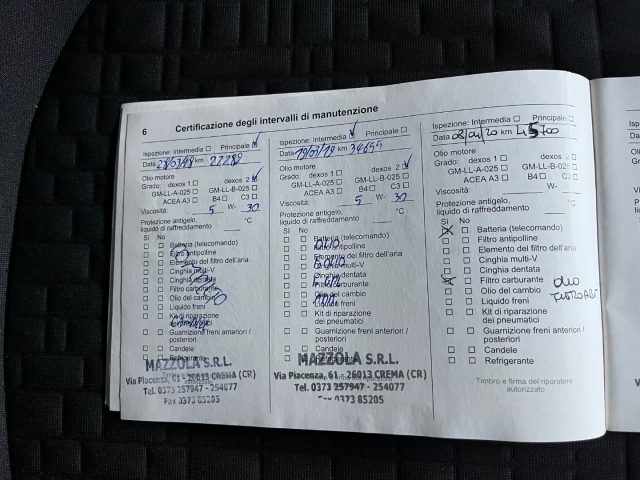 6 Certificazione degli intervalli di manutenzione
Ispezione: Intermedia Principale
Data 28/03/18 km 22282
Olio motore
Grado: dexos 1 dexos 2
GM-LL-A-025 GM-LL-B-025
ACEA A3 B4 C3
Viscosità: 5 W- 30
Protezione antigelo,
liquido di raffreddamento °C
Sì No
Batteria (telecomando)
Filtro antipolline
Elemento del filtro dell'aria
Cinghia multi-V
Cinghia dentata
Filtro carburante
Olio del cambio
Liquido freni
Kit di riparazione
dei pneumatici
Guarnizione freni anteriori /
posteriori
Candele
Refrigerante
MAZZOLA S.R.L.
Via Piacenza, 61 - 26013 CREMA (CR)
Tel. 0373 257947 - 254077
Fax 0373 85205
Ispezione: Intermedia Principale
Data 19/03/19 km
Olio motore
Grado: dexos 1 dexos 2
GM-LL-A-025 GM-LL-B-025
ACEA A3 B4 C3
Viscosità: 5 W- 30
Protezione antigelo,
liquido di raffreddamento °C
Sì No
Batteria (telecomando)
Filtro antipolline
Elemento del filtro dell'aria
Cinghia multi-V
Cinghia dentata
Filtro carburante
Olio del cambio
Liquido freni
Kit di riparazione
dei pneumatici
Guarnizione freni anteriori /
posteriori
Candele
MAZZOLA S.R.L.
Via Piacenza, 61 - 26013 CREMA (CR)
Tel. 0373 257947 - 254077
Fax 0373 85205
Ispezione: Intermedia Principale
Data 08/04/20 km 45700
Olio motore
Grado: dexos 1 dexos 2
GM-LL-A-025 GM-LL-B-025
ACEA A3 B4 C3
Viscosità: W-
Protezione antigelo,
liquido di raffreddamento °C
Sì No
Batteria (telecomando)
Filtro antipolline
Elemento del filtro dell'aria
Cinghia multi-V
Cinghia dentata
Filtro carburante
Olio del cambio
Liquido freni
Kit di riparazione
dei pneumatici
Guarnizione freni anteriori /
posteriori
Candele
Refrigerante
Timbro e firma del riparatore
autorizzato